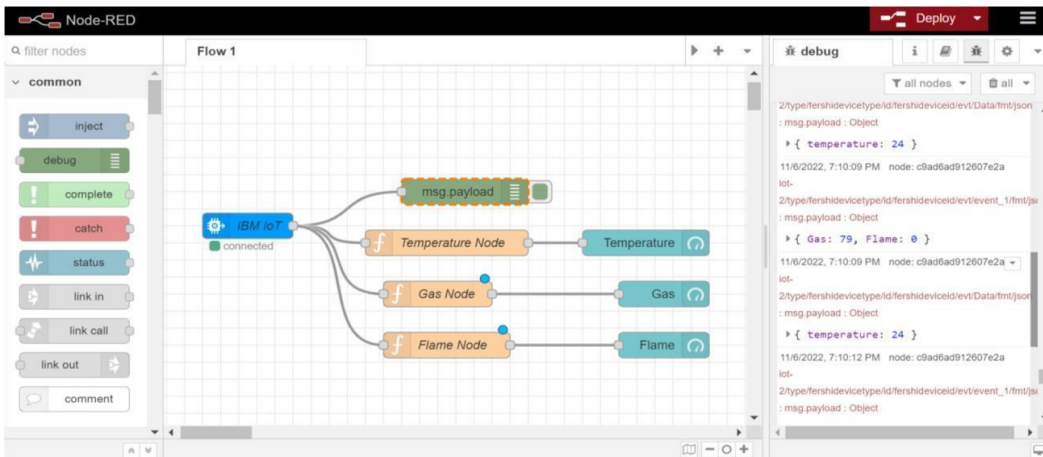 Node-RED
Deploy
filter nodes
common
inject
debug
complete
catch
status
link in
link call
link out
comment
Flow 1
msg.payload
IBM IoT
connected
Temperature Node
Temperature
Gas Node
Gas
Flame Node
Flame
debug
i
all nodes
all
2/type/fershidevicetype/id/fershideviceid/evt/Data/fmt/json
: msg.payload : Object
{ temperature: 24 }
11/6/2022, 7:10:09 PM node: c9ad6ad912607e2a
iot-
2/type/fershidevicetype/id/fershideviceid/evt/event_1/fmt/js
: msg.payload : Object
{ Gas: 79, Flame: 0 }
11/6/2022, 7:10:09 PM node: c9ad6ad912607e2a
iot-
2/type/fershidevicetype/id/fershideviceid/evt/Data/fmt/json
: msg.payload : Object
{ temperature: 24 }
11/6/2022, 7:10:12 PM node: c9ad6ad912607e2a
iot-
2/type/fershidevicetype/id/fershideviceid/evt/event_1/fmt/js
: msg.payload : Object